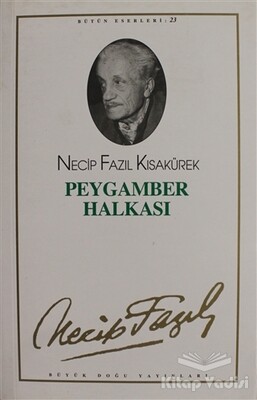 BÜTÜN ESERLERİ: 23
NECİP FAZIL KISAKÜREK
PEYGAMBER
HALKASI
Necip Fazıl
BÜYÜK DOĞU YAYINLARI
Kitap Vadisi